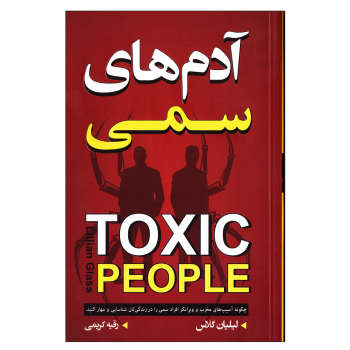 آدم‌های
سمی
Lillian Glass
TOXIC
PEOPLE
چگونه آسیب‌های مخرب و ویرانگر افراد سمی را در زندگی‌تان شناسایی و مهار کنید.
لیلیان گلاس
رقیه کریمی